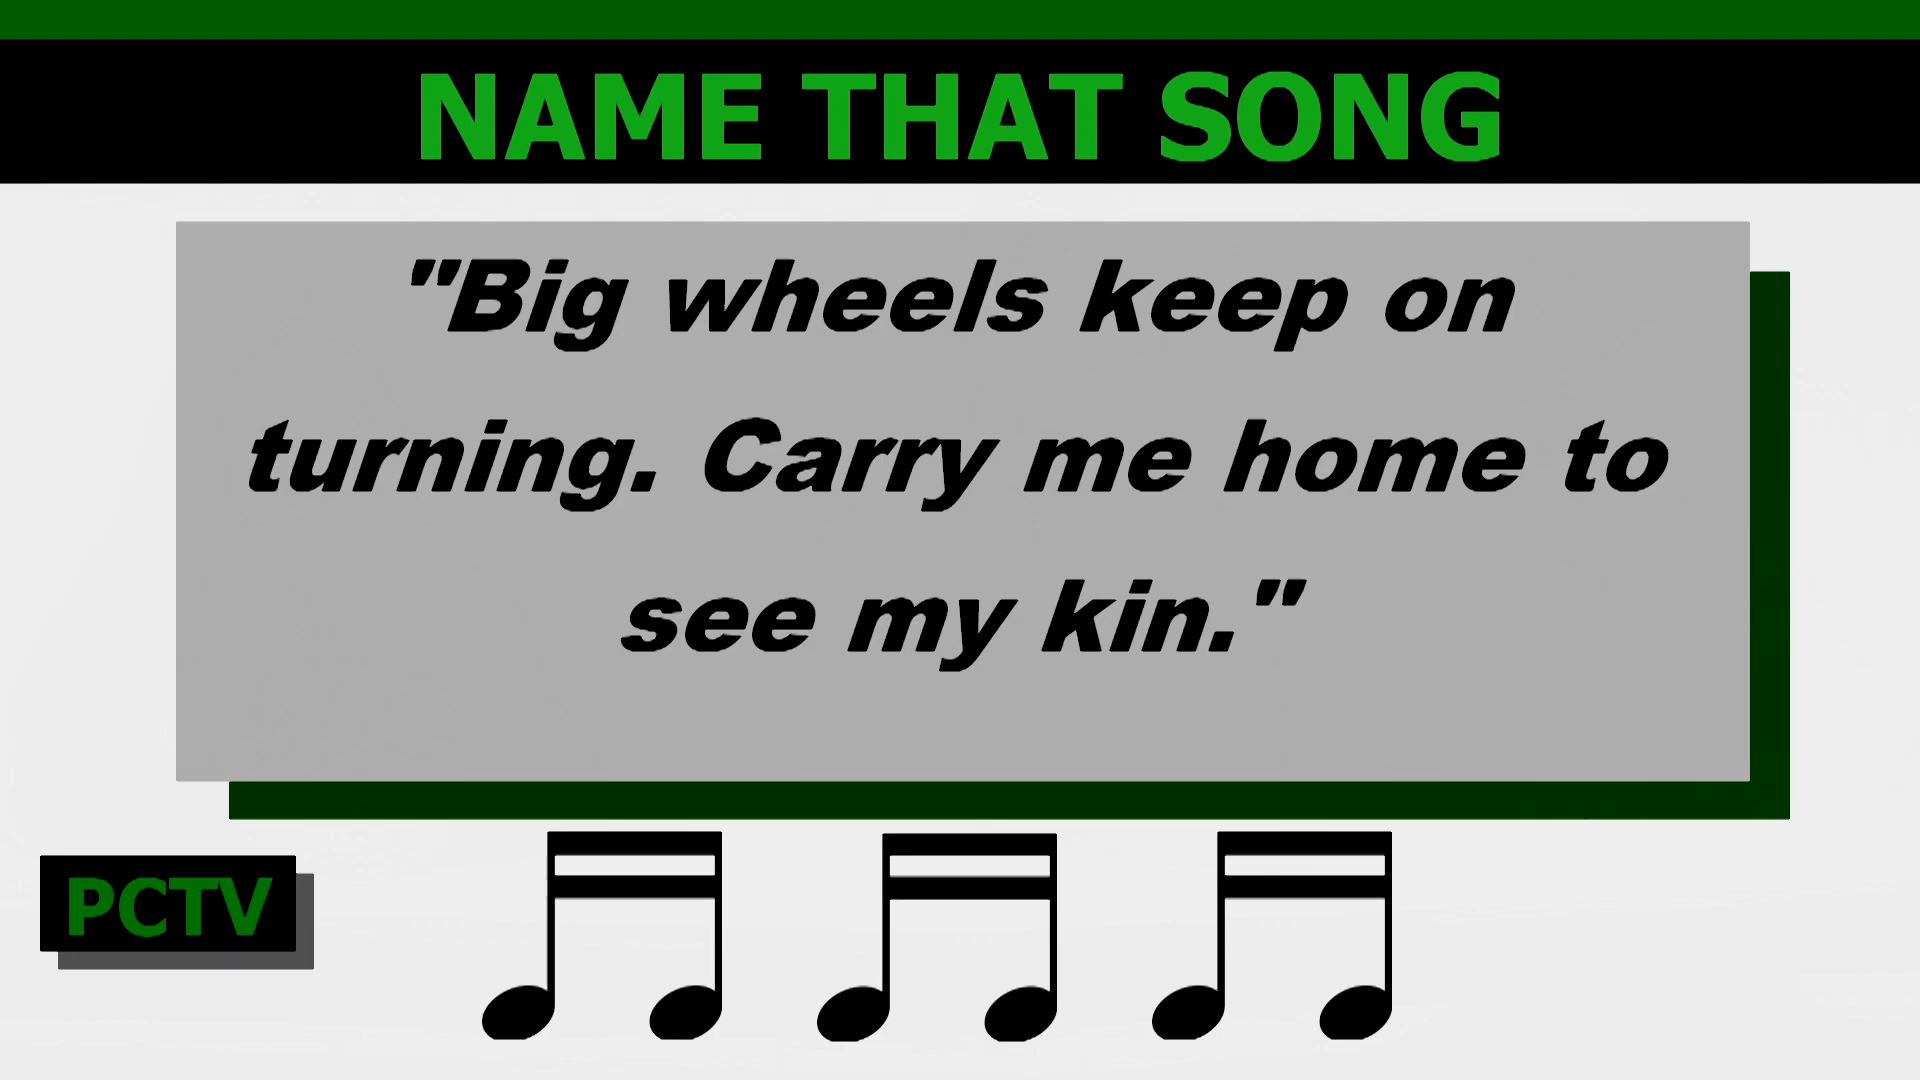 NAME THAT SONG
"Big wheels keep on
turning. Carry me home to
see my kin."
PCTV